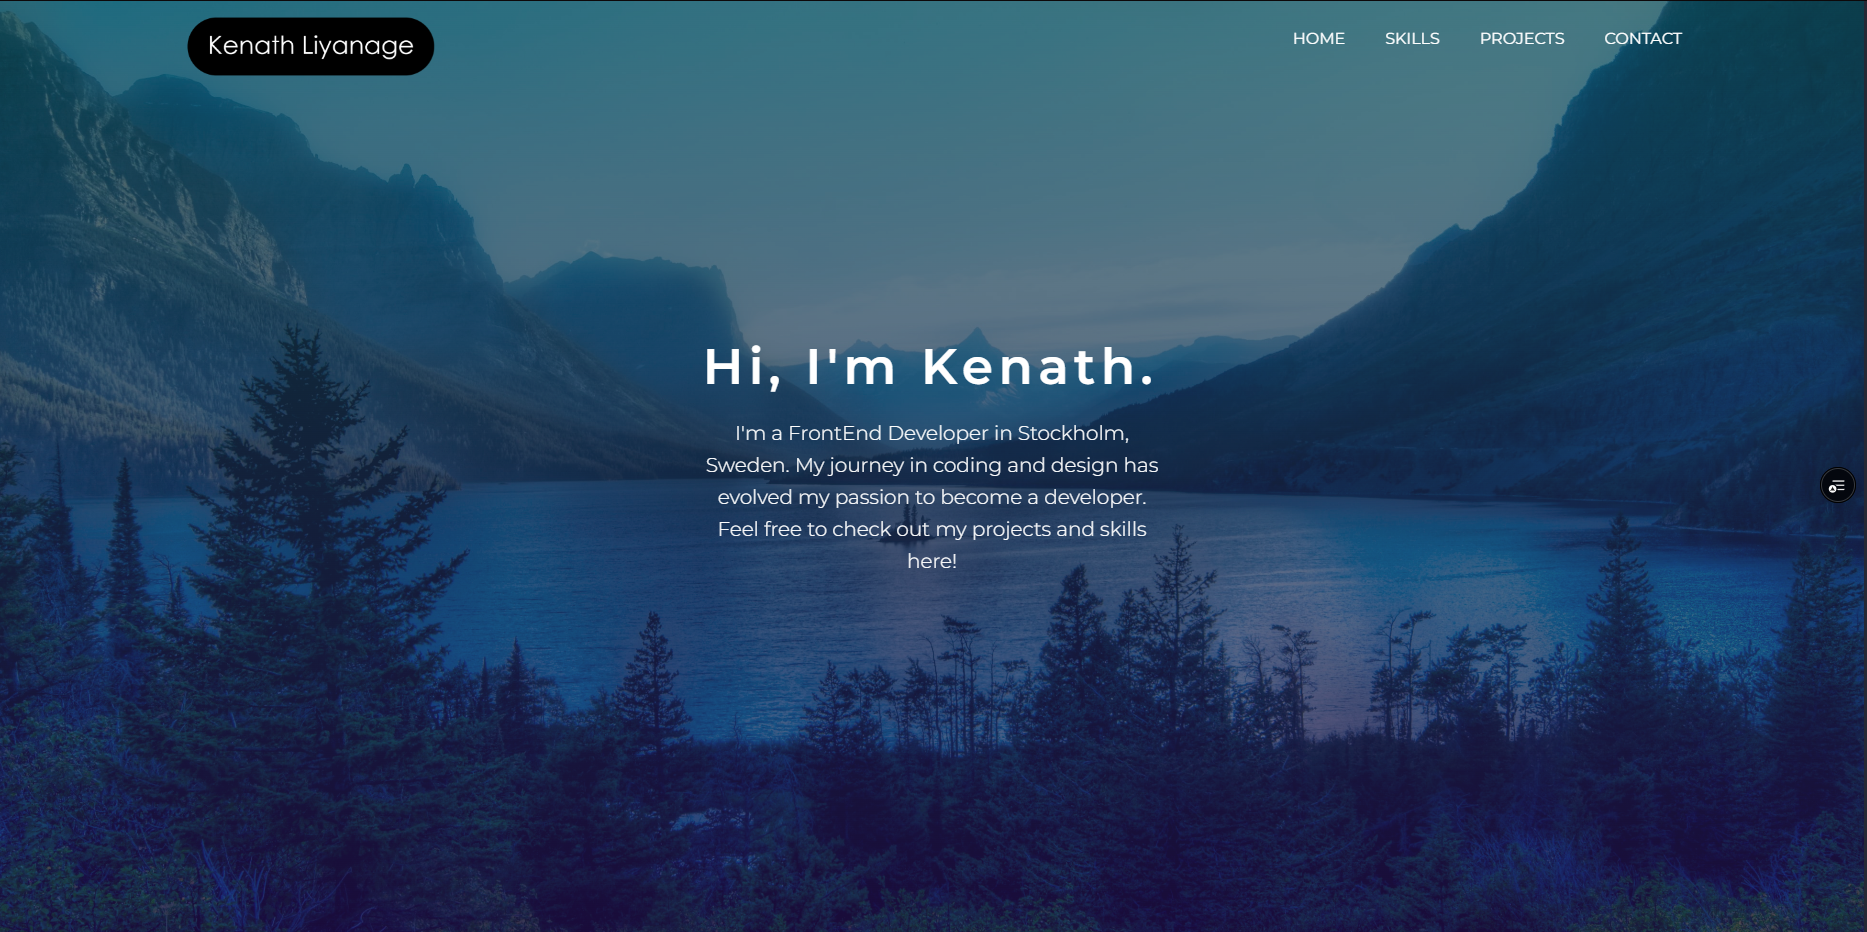 Kenath Liyanage
HOME SKILLS PROJECTS CONTACT
Hi, I'm Kenath.
I'm a FrontEnd Developer in Stockholm,
Sweden. My journey in coding and design has
evolved my passion to become a developer.
Feel free to check out my projects and skills
here!